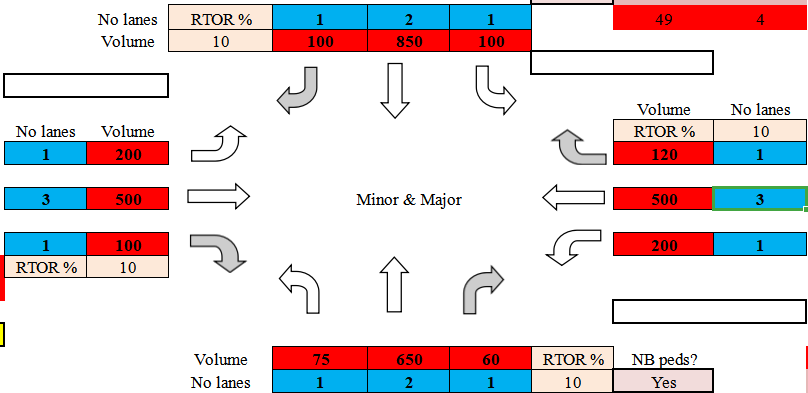 No lanes RTOR % 1 2 1 49 4
Volume 10 100 850 100
Volume No lanes
No lanes Volume RTOR % 10
1 200 120 1
3 500 Minor & Major 500 3
1 100 200 1
RTOR % 10
Volume 75 650 60 RTOR % NB peds?
No lanes 1 2 1 10 Yes